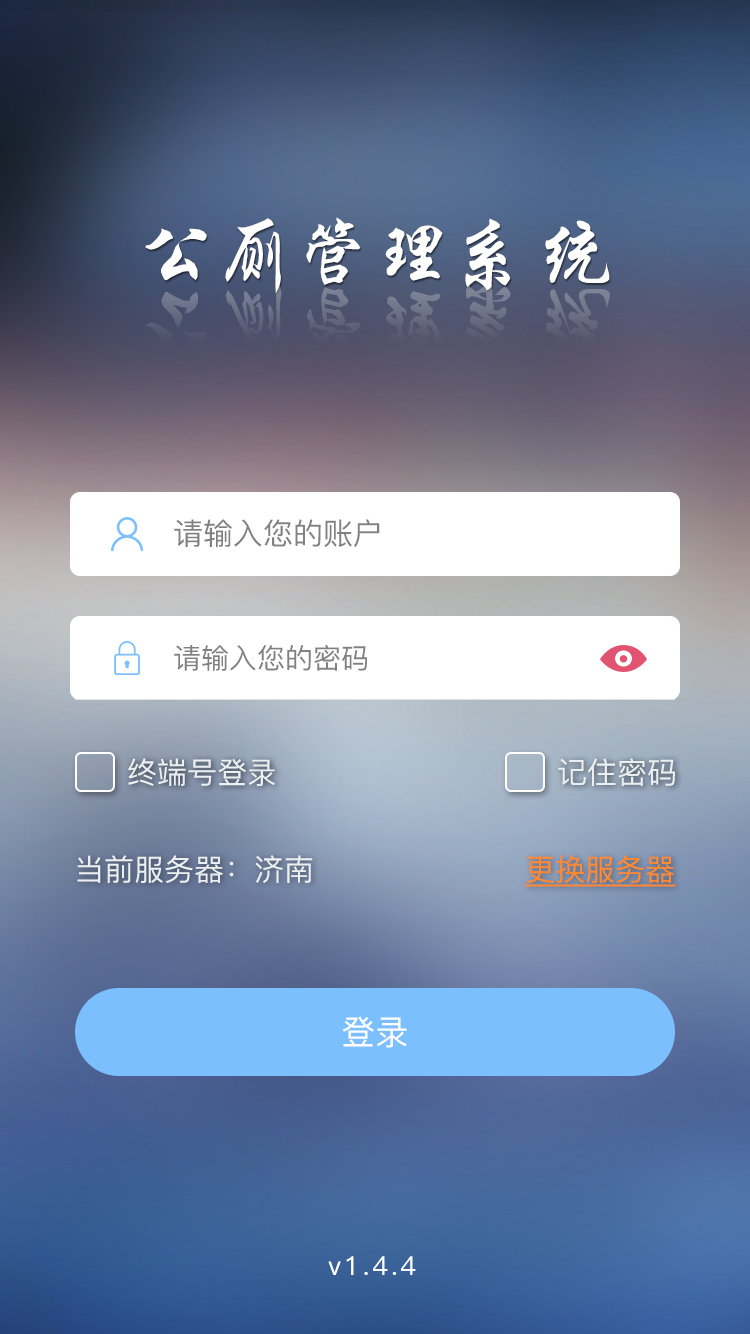 公厕管理系统
请输入您的账户
请输入您的密码
终端号登录 记住密码
当前服务器：济南 更换服务器
登录
v1.4.4